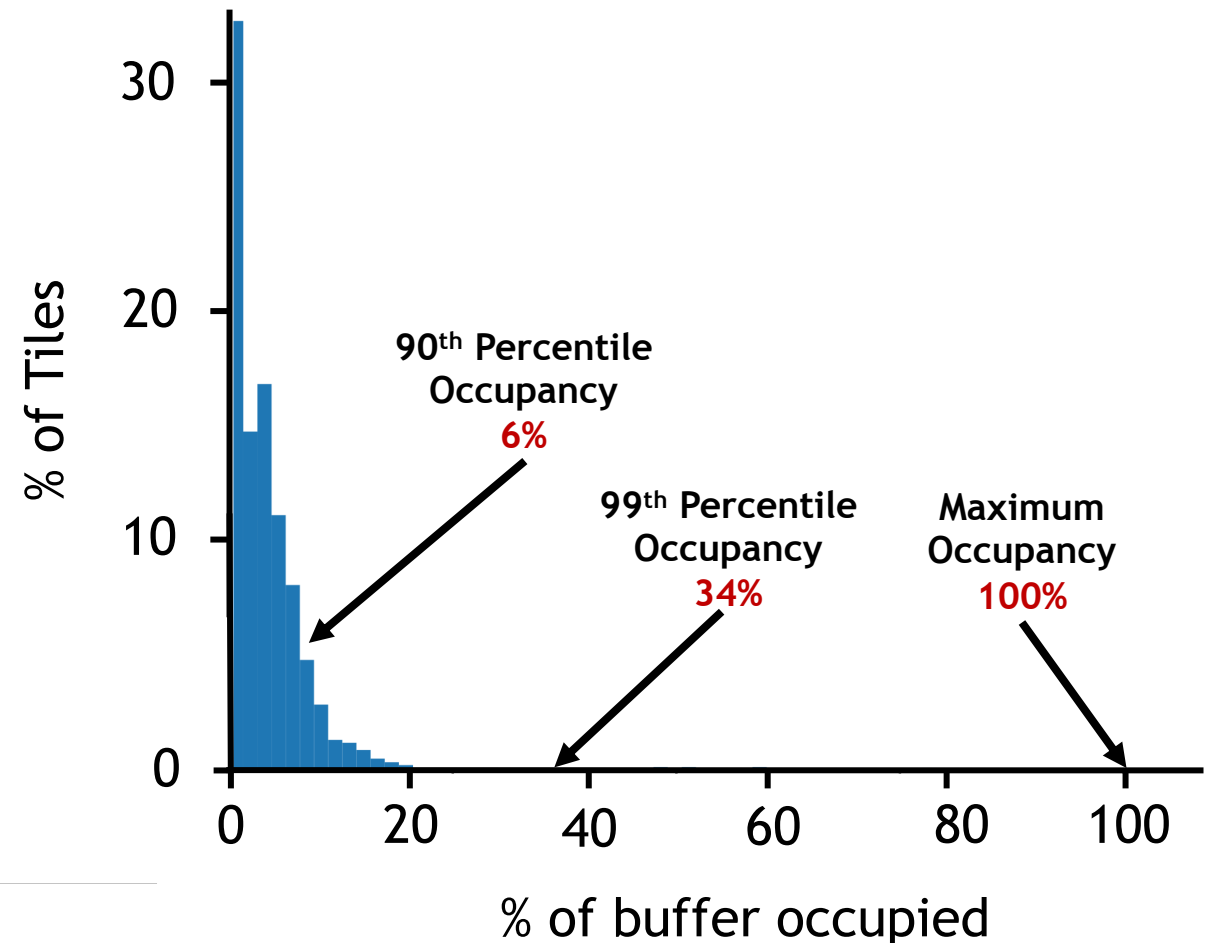 30
20
10
0
% of Tiles
90th Percentile
Occupancy
6%
99th Percentile
Occupancy
34%
Maximum
Occupancy
100%
0 20 40 60 80 100
% of buffer occupied